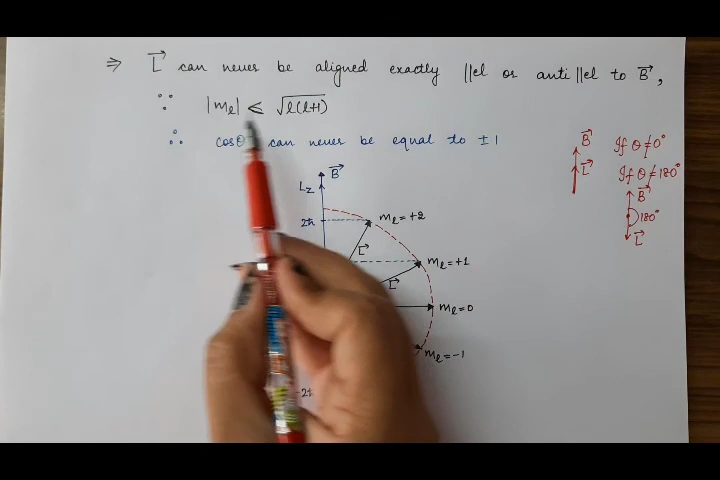 ⇒ L⃗ can never be aligned exactly ||el or anti ||el to B⃗,
∵ |mₗ| ≤ √l(l+1)
∴ cosθ can never be equal to ±1
B⃗
L⃗
If θ≠0°
If θ≠180°
B⃗
180°
L⃗
B⃗
L_z
2ħ
mₗ=+2
L⃗
mₗ=+1
L⃗
mₗ=0
mₗ=-1
-2ħ